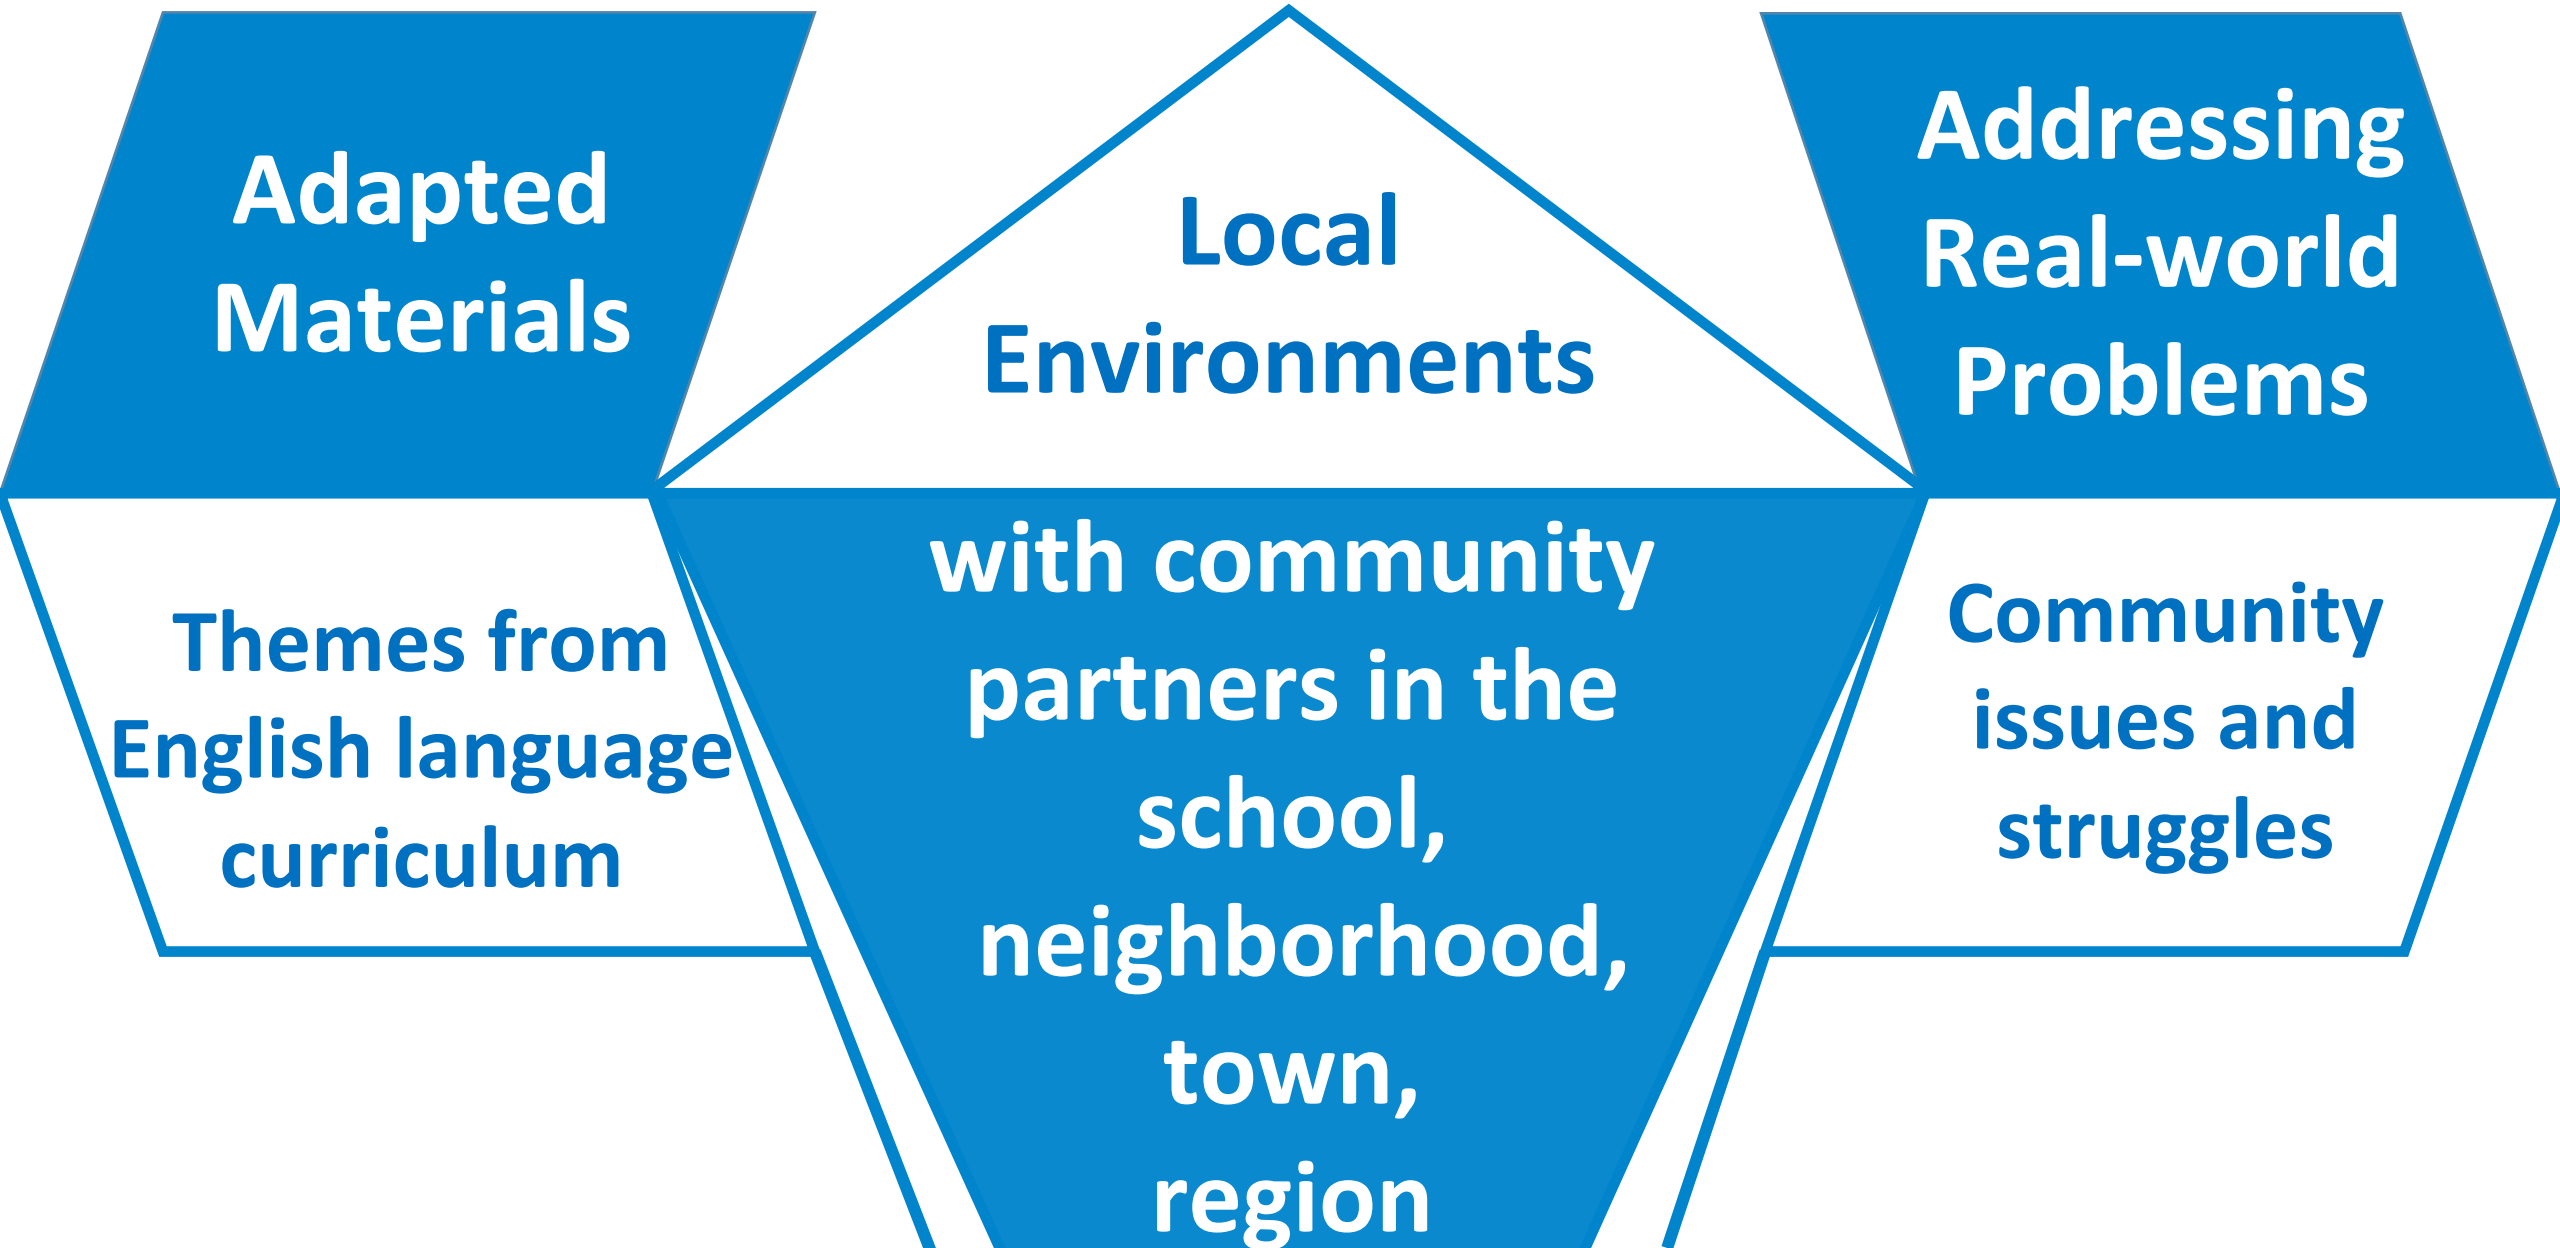 Adapted
Materials
Themes from
English language
curriculum
Local
Environments
with community
partners in the
school,
neighborhood,
town,
region
Addressing
Real-world
Problems
Community
issues and
struggles